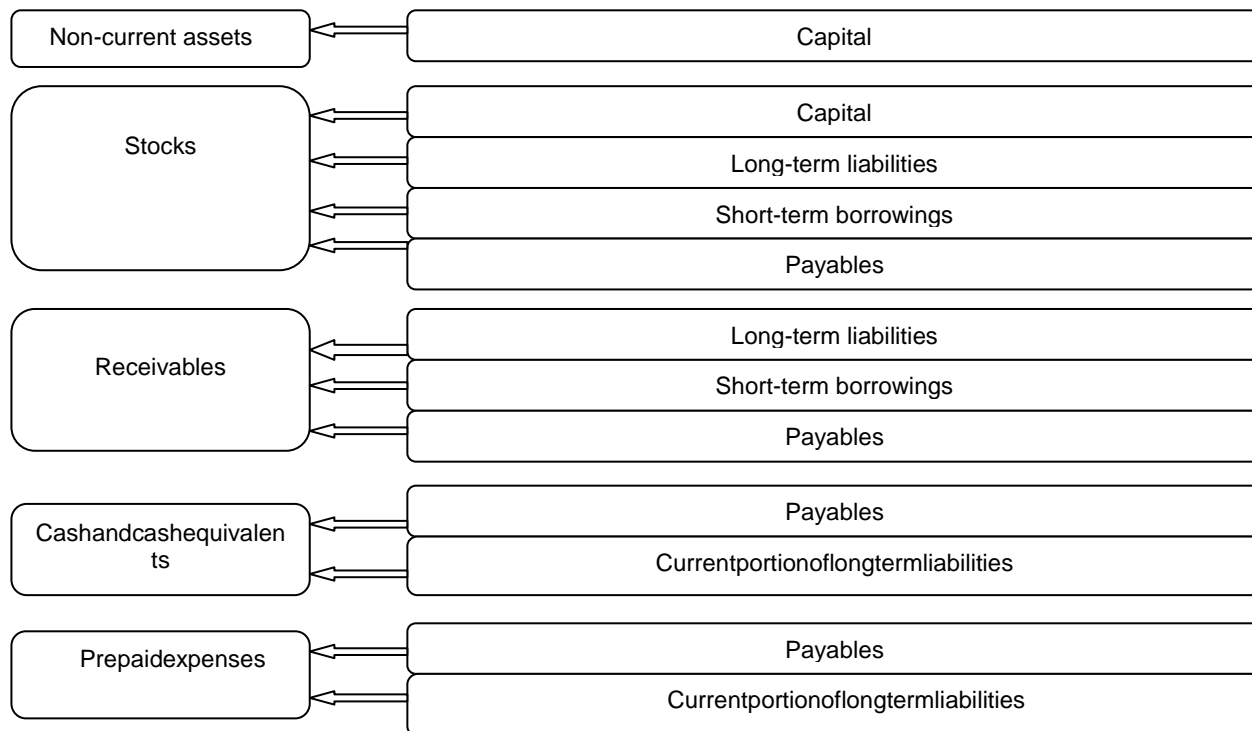 Non-current assets
Capital
Stocks
Capital
Long-term liabilities
Short-term borrowings
Payables
Receivables
Long-term liabilities
Short-term borrowings
Payables
Cashandcashequivalen
ts
Payables
Currentportionoflongtermliabilities
Prepaidexpenses
Payables
Currentportionoflongtermliabilities